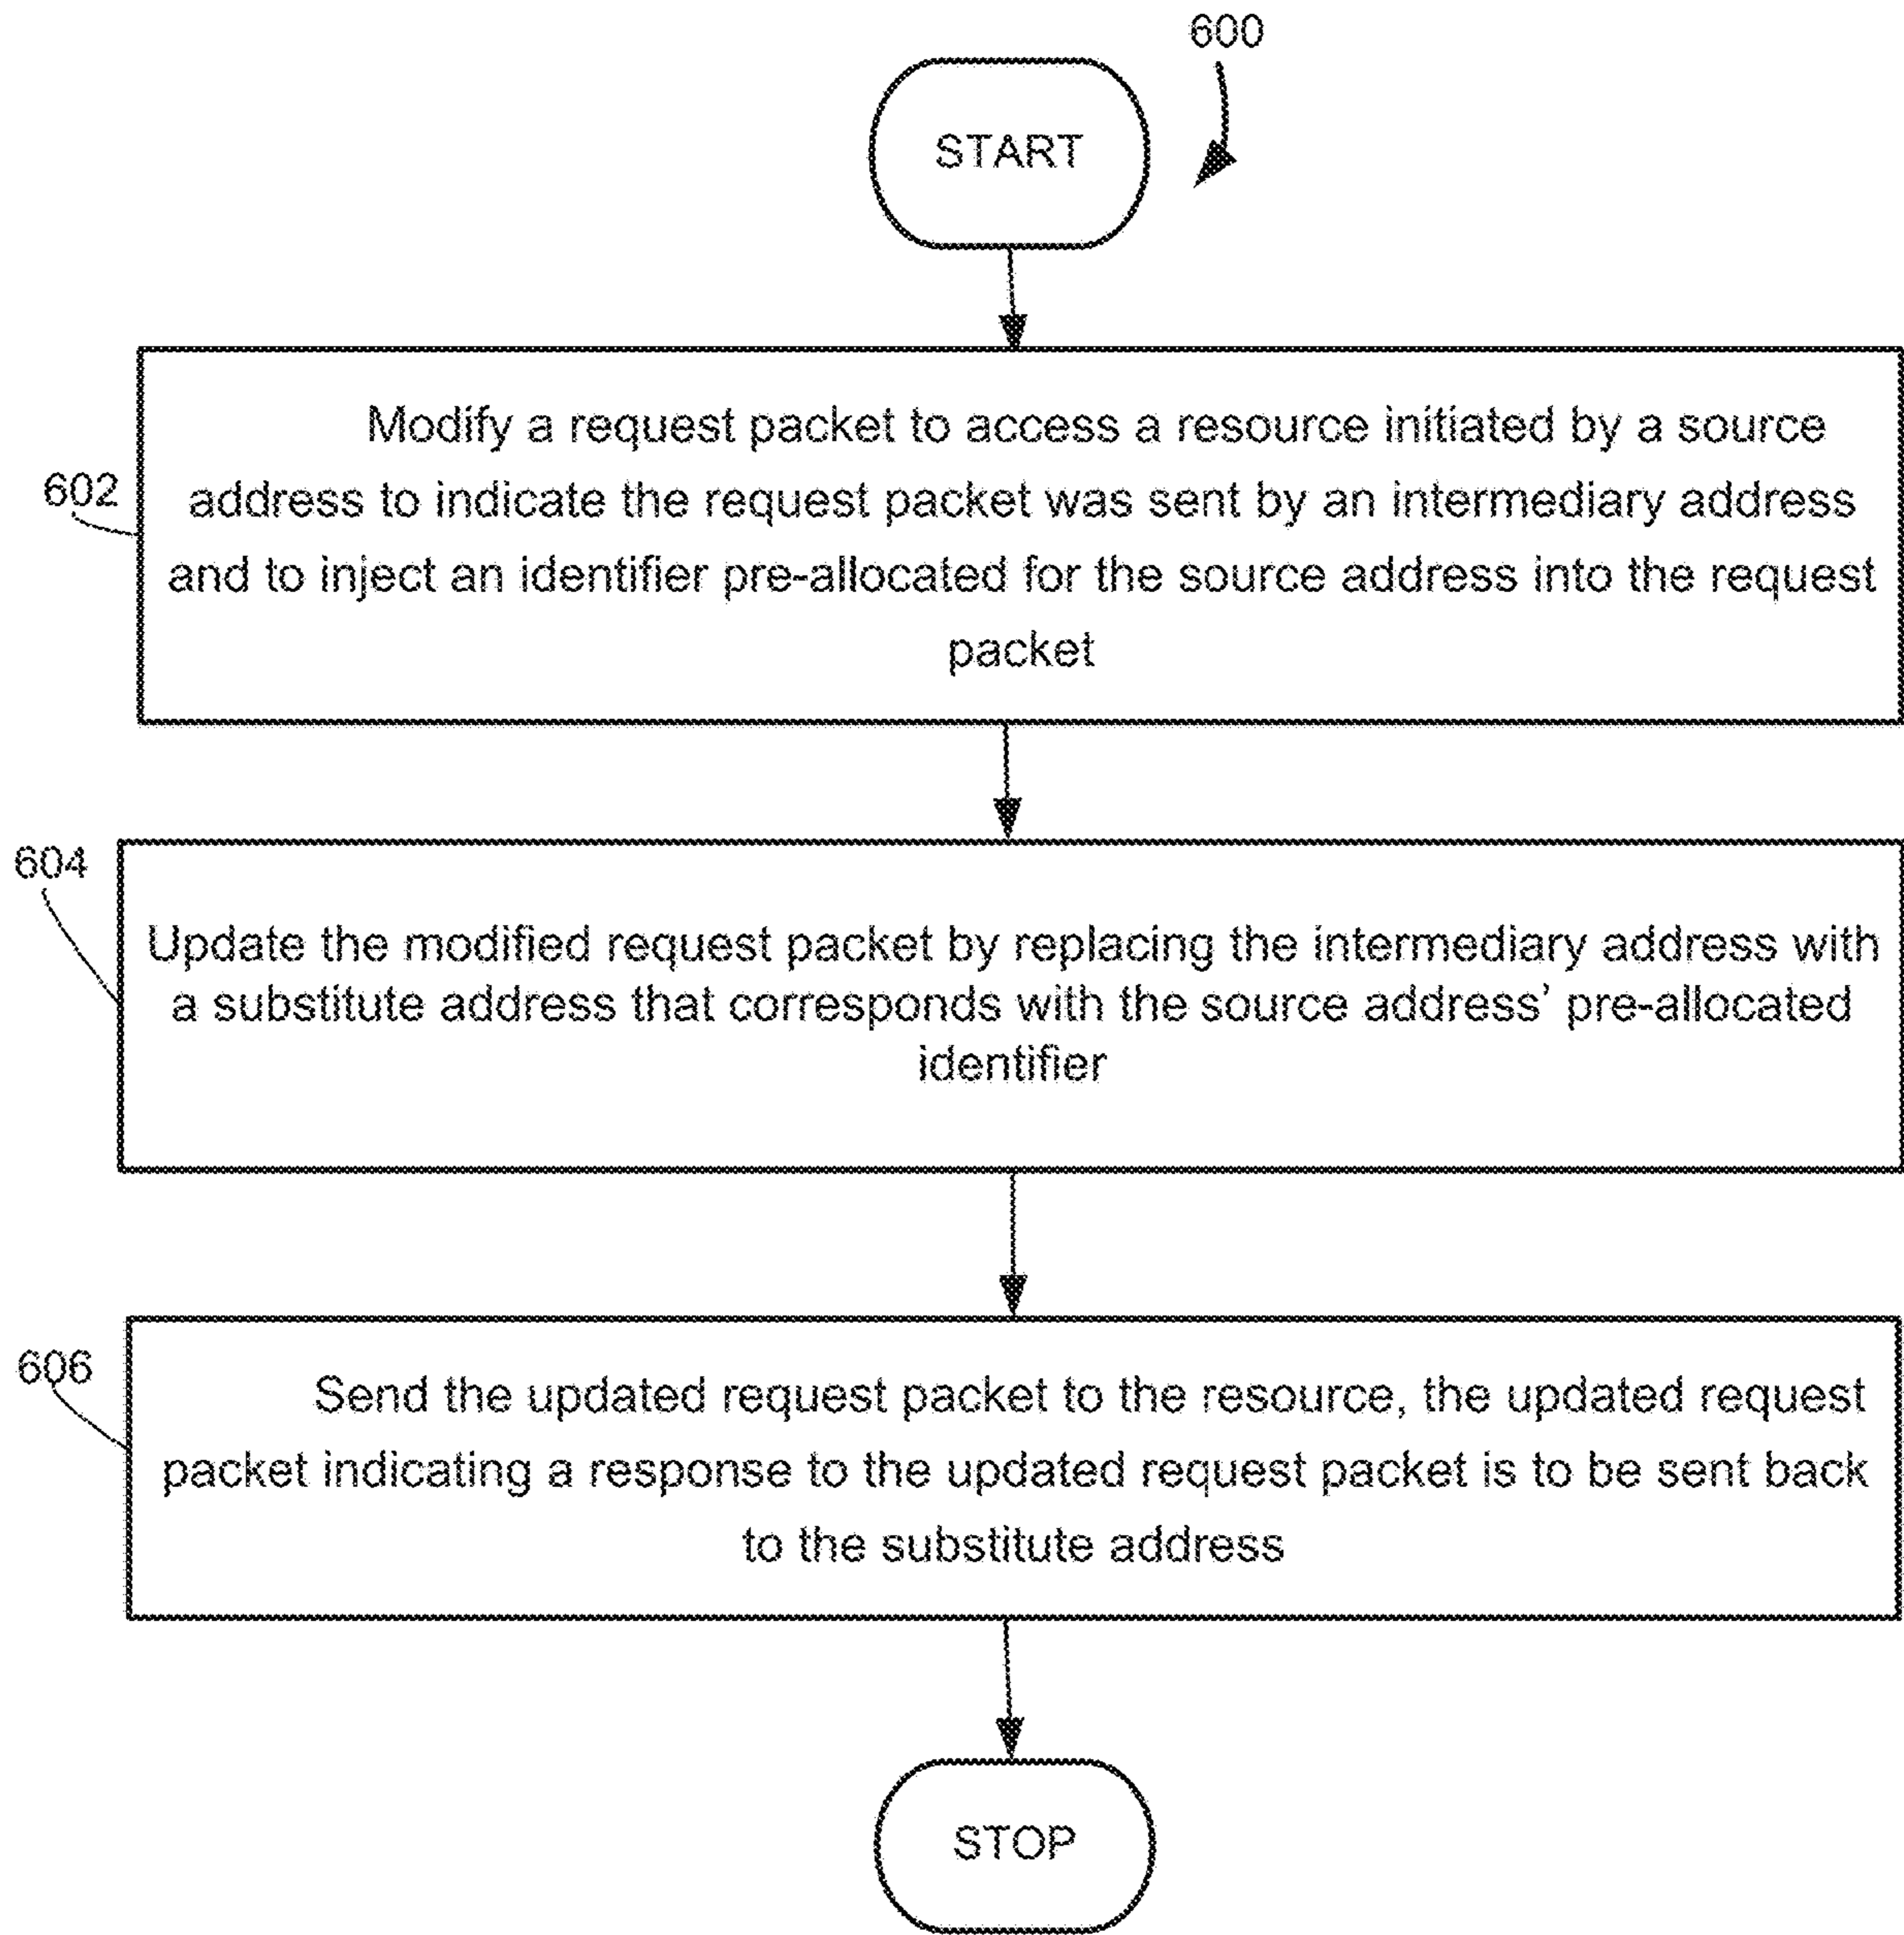 600
START
602
Modify a request packet to access a resource initiated by a source
address to indicate the request packet was sent by an intermediary address
and to inject an identifier pre-allocated for the source address into the request
packet
604
Update the modified request packet by replacing the intermediary address with
a substitute address that corresponds with the source address’ pre-allocated
identifier
606
Send the updated request packet to the resource, the updated request
packet indicating a response to the updated request packet is to be sent back
to the substitute address
STOP